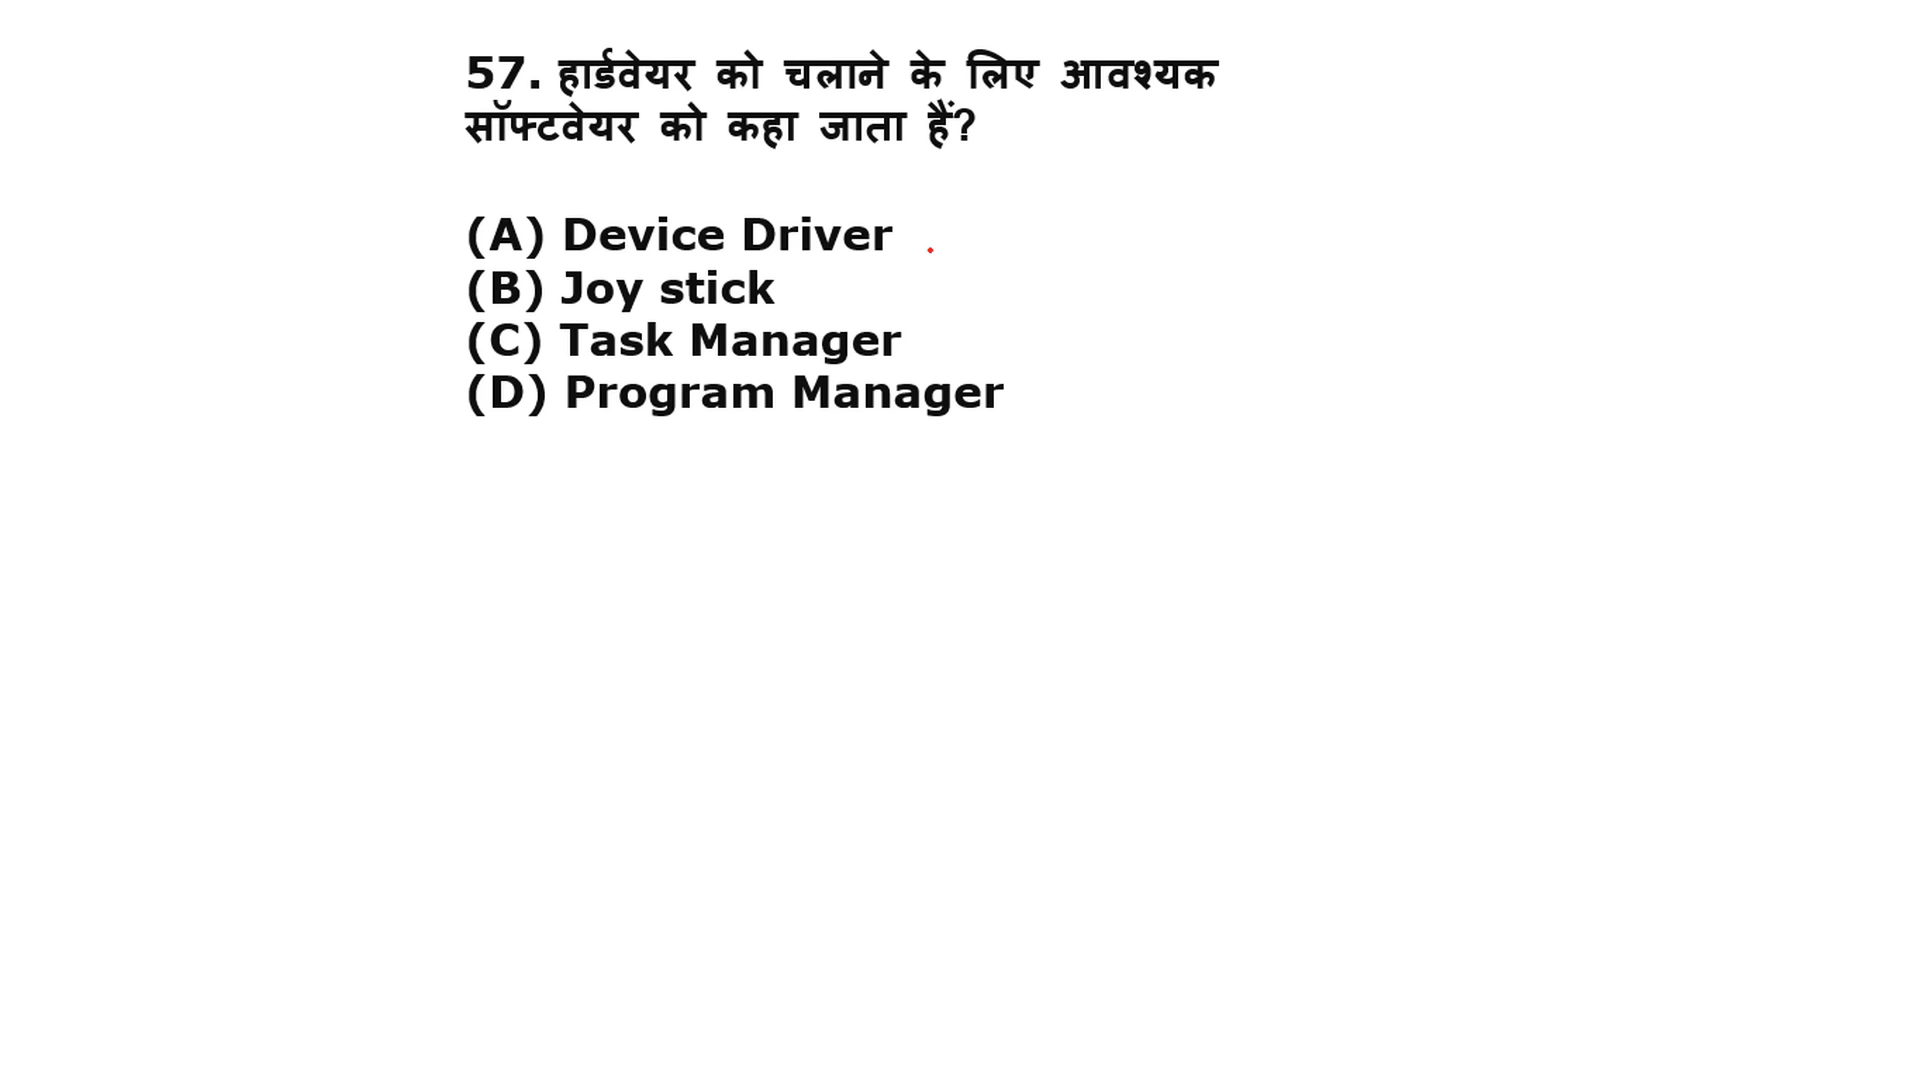 57. हार्डवेयर को चलाने के लिए आवश्यक
सॉफ्टवेयर को कहा जाता हैं?
(A) Device Driver
(B) Joy stick
(C) Task Manager
(D) Program Manager